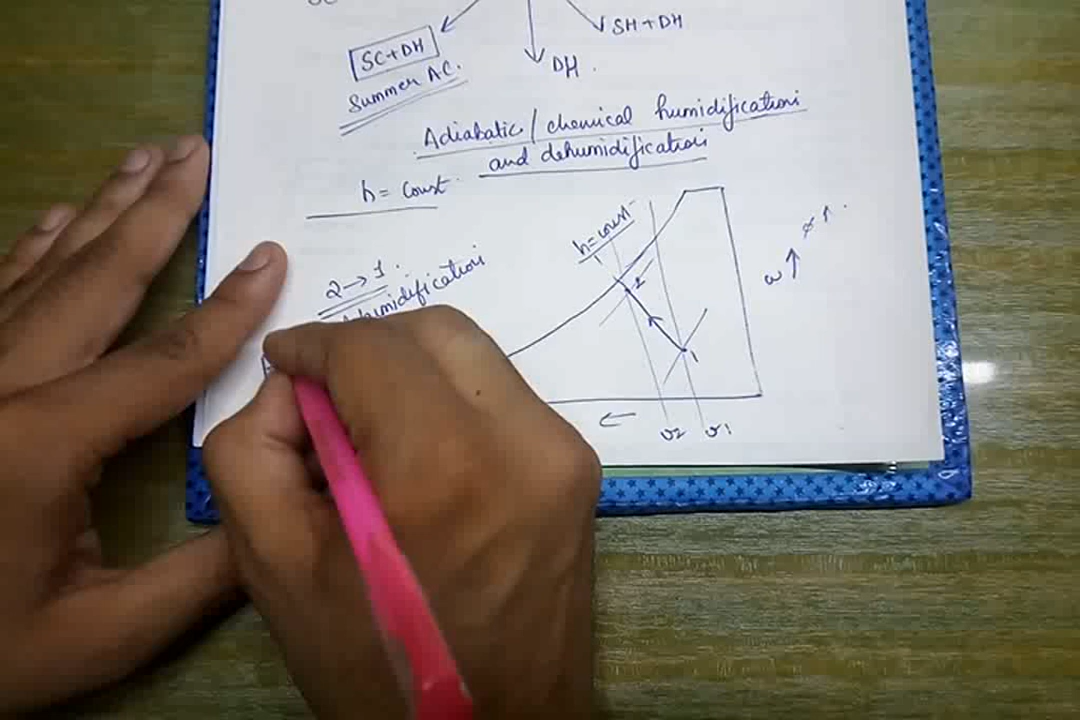 SH + DH
SC+DH
DH.
Summer A.C.
Adiabatic / chemical humidification
and dehumidification
h = const.
h=const
ω ↑
2 → 1.
2
1
v2 v1